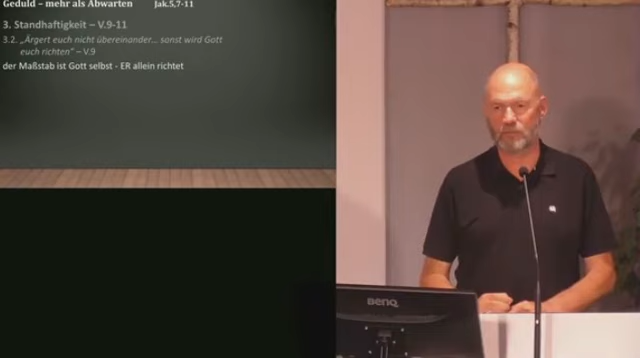 Geduld – mehr als Abwarten Jak.5,7-11
3. Standhaftigkeit – V.9-11
3.2. „Ärgert euch nicht übereinander... sonst wird Gott
euch richten" – V.9
der Maßstab ist Gott selbst - ER allein richtet
BENQ